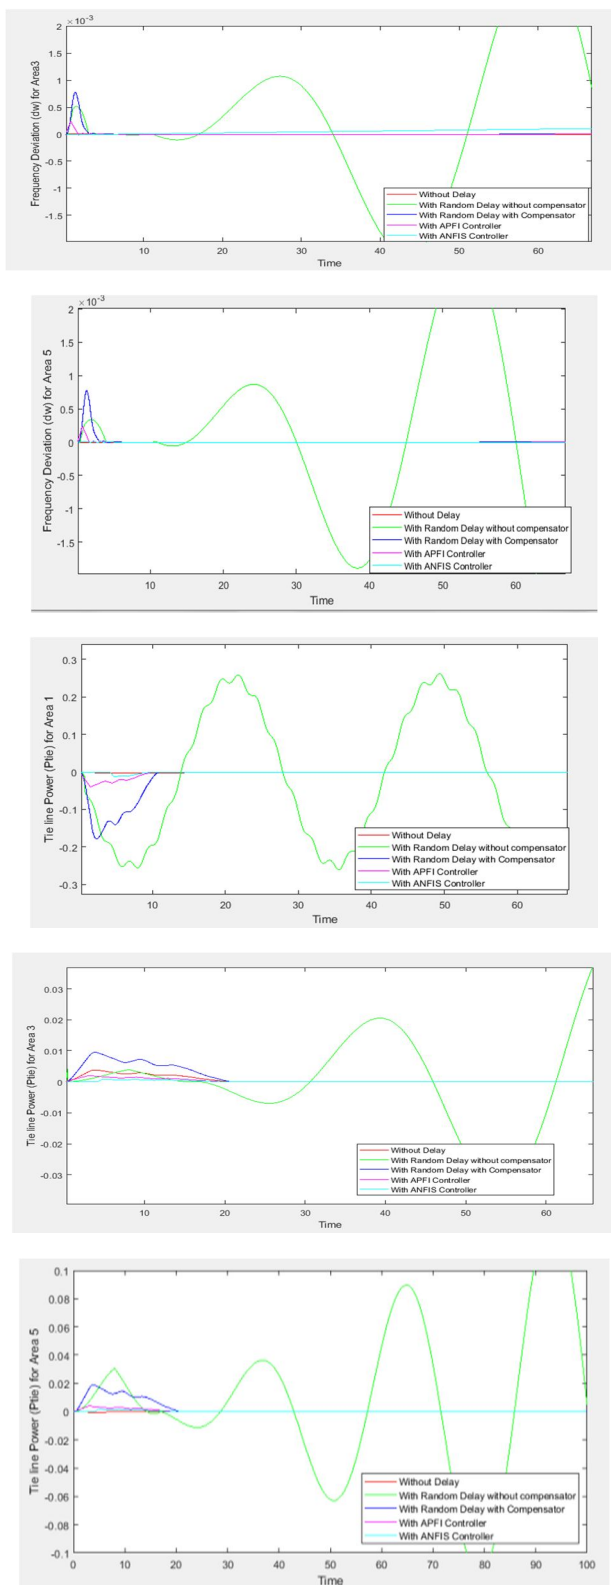 ×10⁻³
2
1.5
1
0.5
0
-0.5
-1
-1.5
Frequency Deviation (dw) for Area3
Without Delay
With Random Delay without compensator
With Random Delay with Compensator
With APFI Controller
With ANFIS Controller
10 20 30 40 50 60
Time
×10⁻³
2
1.5
1
0.5
0
-0.5
-1
-1.5
Frequency Deviation (dw) for Area 5
Without Delay
With Random Delay without compensator
With Random Delay with Compensator
With APFI Controller
With ANFIS Controller
10 20 30 40 50 60
Time
0.3
0.2
0.1
0
-0.1
-0.2
-0.3
Tie line Power (Ptie) for Area 1
Without Delay
With Random Delay without compensator
With Random Delay with Compensator
With APFI Controller
With ANFIS Controller
10 20 30 40 50 60
Time
0.03
0.02
0.01
0
-0.01
-0.02
-0.03
Tie line Power (Ptie) for Area 3
Without Delay
With Random Delay without compensator
With Random Delay with Compensator
With APFI Controller
With ANFIS Controller
10 20 30 40 50 60
Time
0.1
0.08
0.06
0.04
0.02
0
-0.02
-0.04
-0.06
-0.08
-0.1
Tie line Power (Ptie) for Area 5
Without Delay
With Random Delay without compensator
With Random Delay with Compensator
With APFI Controller
With ANFIS Controller
0 10 20 30 40 50 60 70 80 90 100
Time